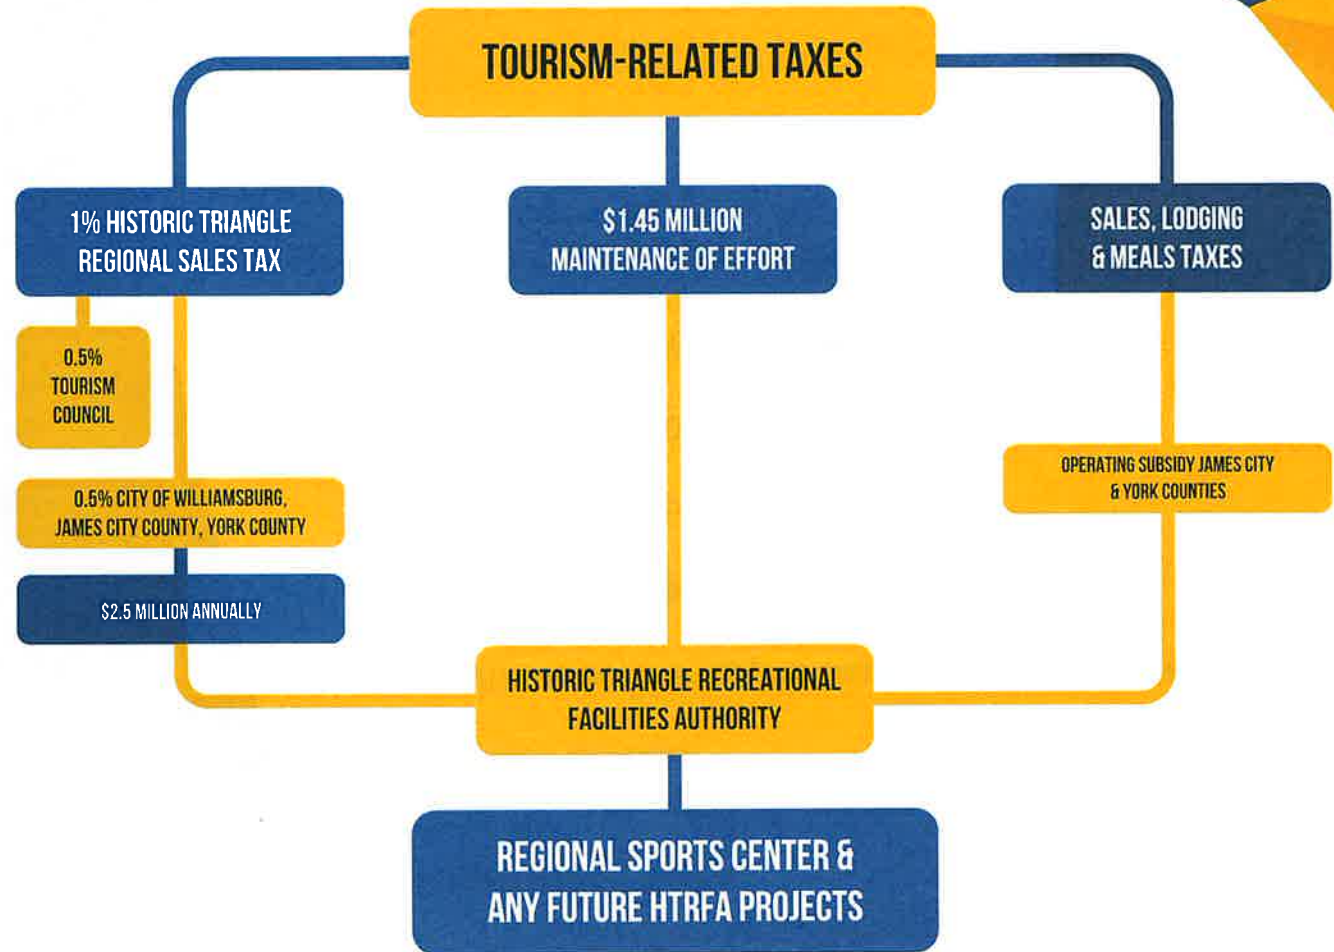 TOURISM-RELATED TAXES
1% HISTORIC TRIANGLE
REGIONAL SALES TAX
$1.45 MILLION
MAINTENANCE OF EFFORT
SALES, LODGING
& MEALS TAXES
0.5%
TOURISM
COUNCIL
OPERATING SUBSIDY JAMES CITY
& YORK COUNTIES
0.5% CITY OF WILLIAMSBURG,
JAMES CITY COUNTY, YORK COUNTY
$2.5 MILLION ANNUALLY
HISTORIC TRIANGLE RECREATIONAL
FACILITIES AUTHORITY
REGIONAL SPORTS CENTER &
ANY FUTURE HTRFA PROJECTS